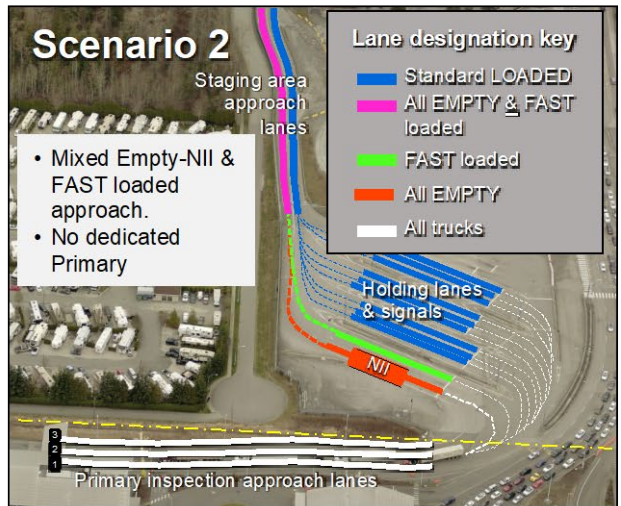 Scenario 2
Staging area
approach
lanes
• Mixed Empty-NII &
FAST loaded
approach.
• No dedicated
Primary
Lane designation key
Standard LOADED
All EMPTY & FAST
loaded
FAST loaded
All EMPTY
All trucks
Holding lanes
& signals
NII
3
2
1
Primary inspection approach lanes